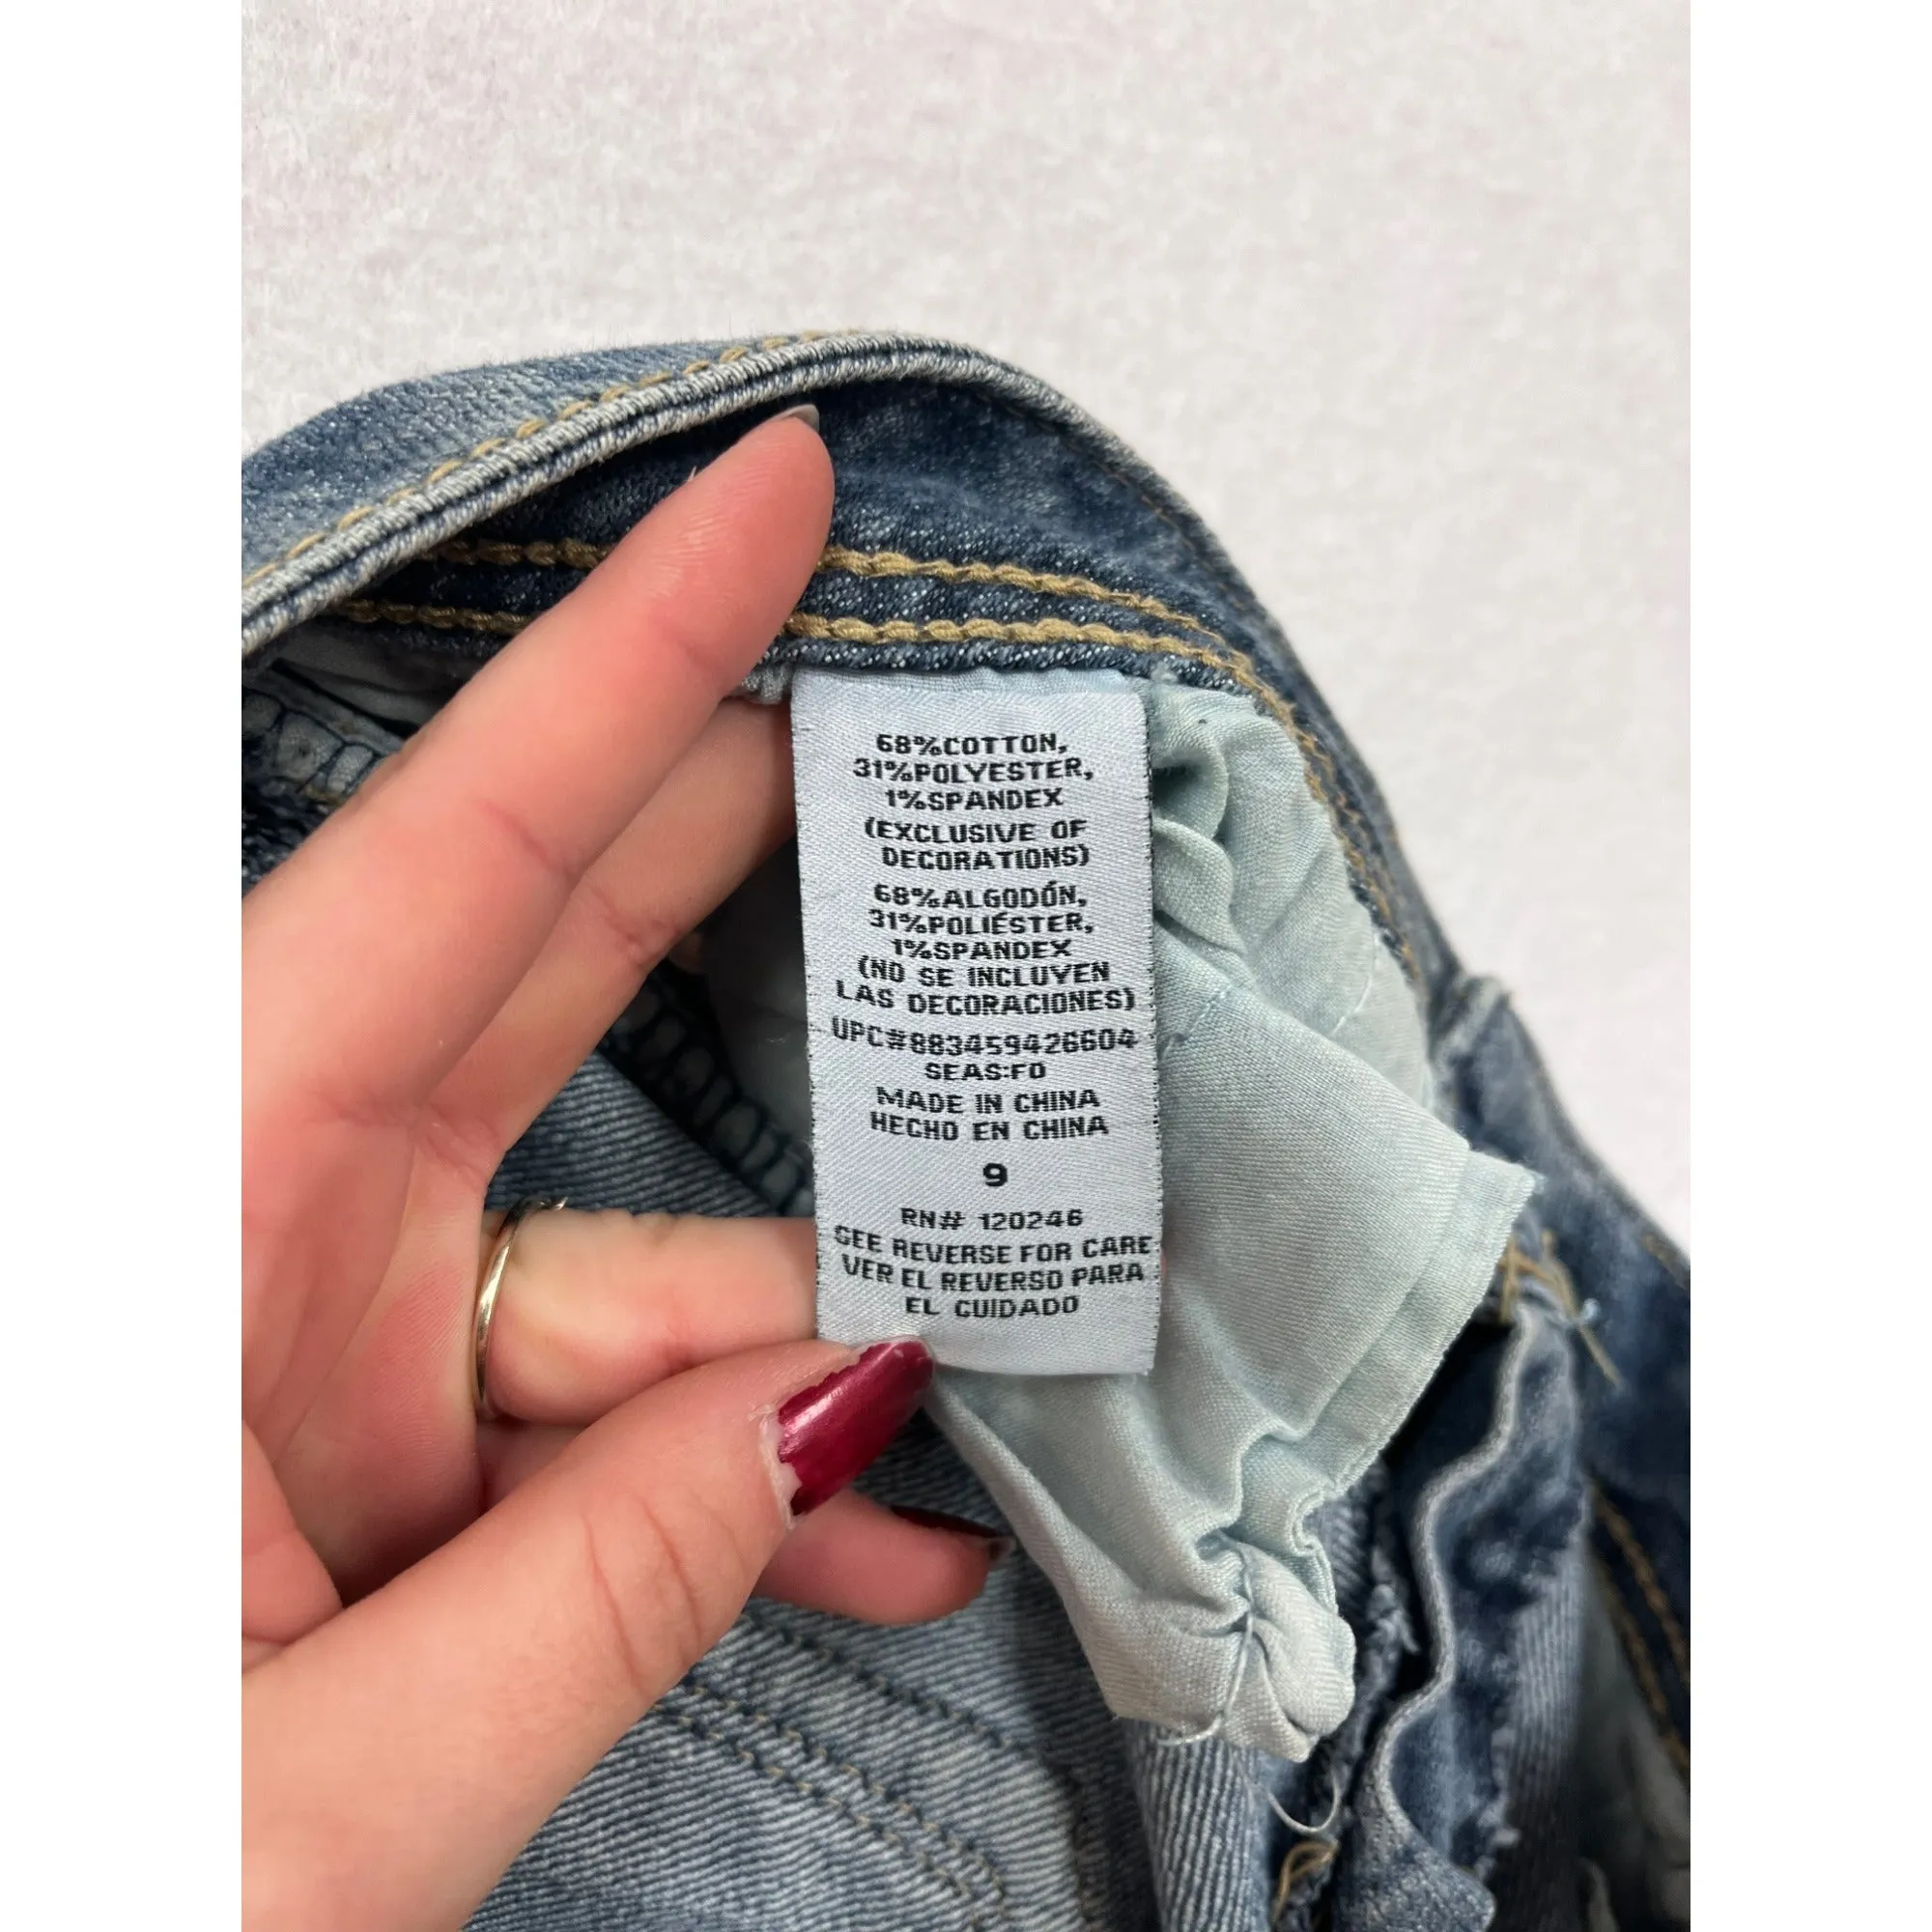 68%COTTON,
31%POLYESTER,
1%SPANDEX
(EXCLUSIVE OF
DECORATIONS)
68%ALGODÓN,
31%POLIÉSTER,
1%SPANDEX
(NO SE INCLUYEN
LAS DECORACIONES)
UPC#883459426604
SEAS:FO
MADE IN CHINA
HECHO EN CHINA
9
RN# 120246
SEE REVERSE FOR CARE
VER EL REVERSO PARA
EL CUIDADO